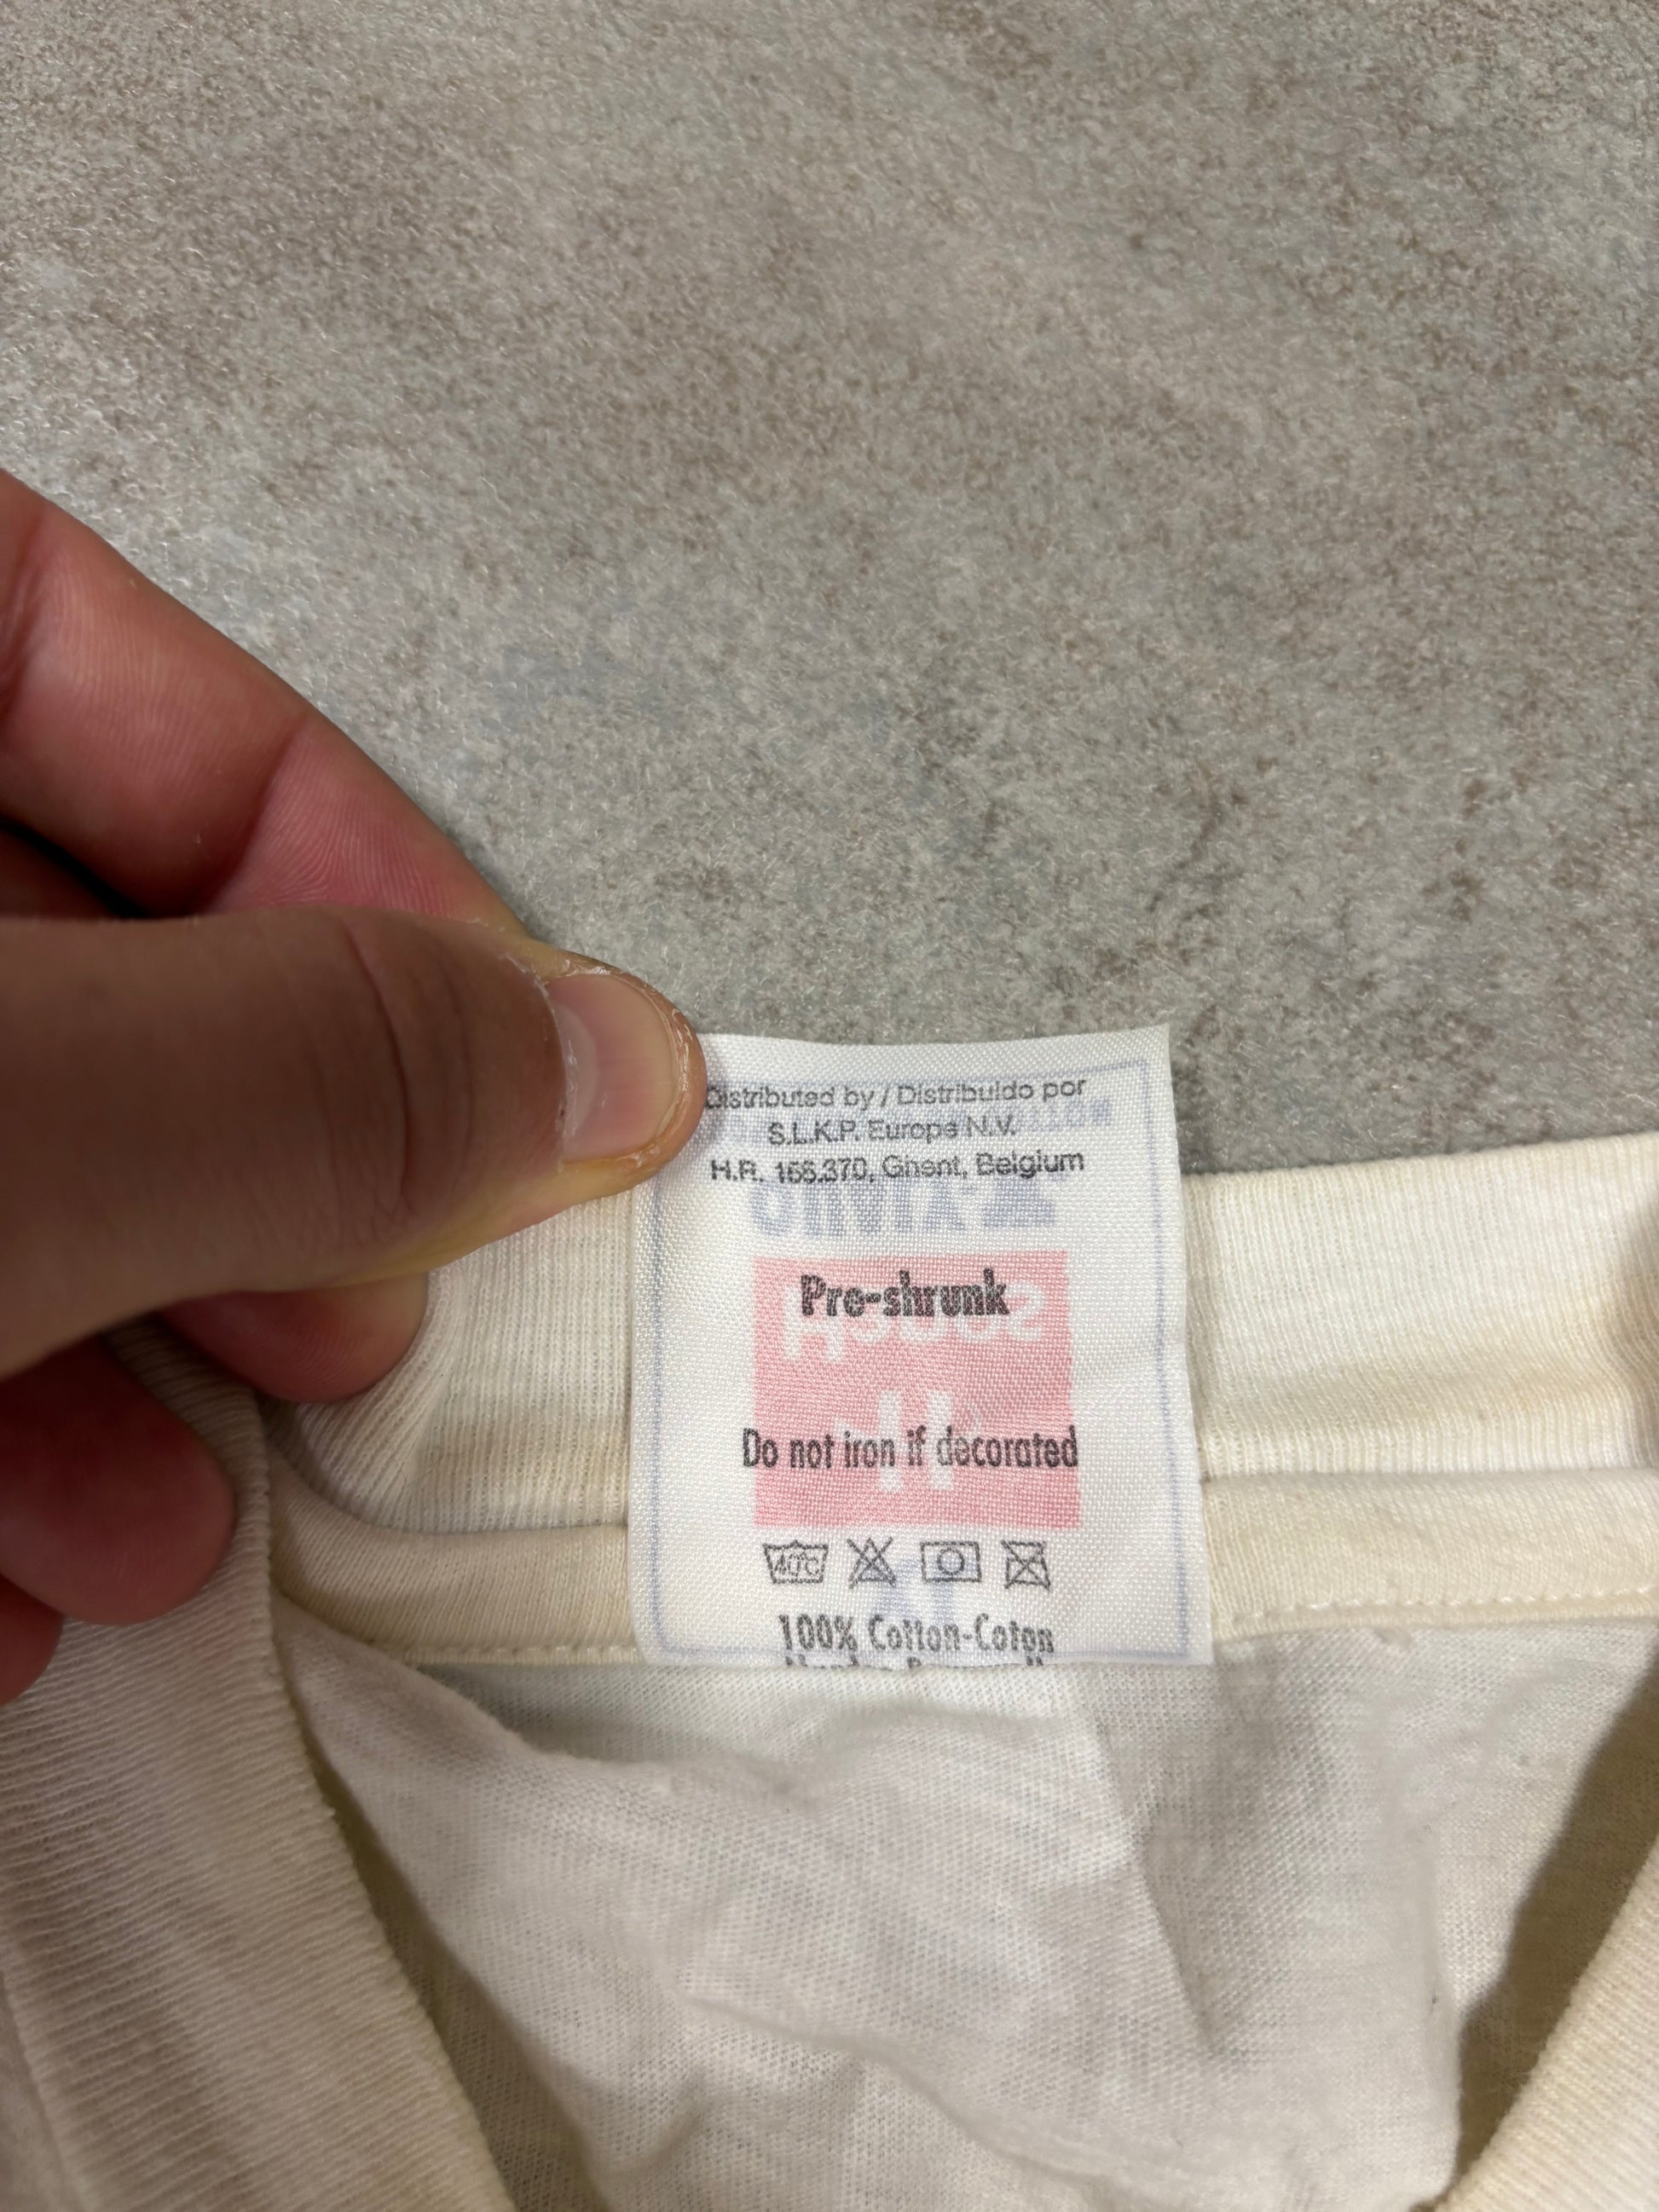 Distributed by / Distribuido por
S.L.K.P. Europe N.V.
H.R. 166.370, Ghent, Belgium
Pre-shrunk
Do not iron if decorated
40°C
100% Cotton-Coton